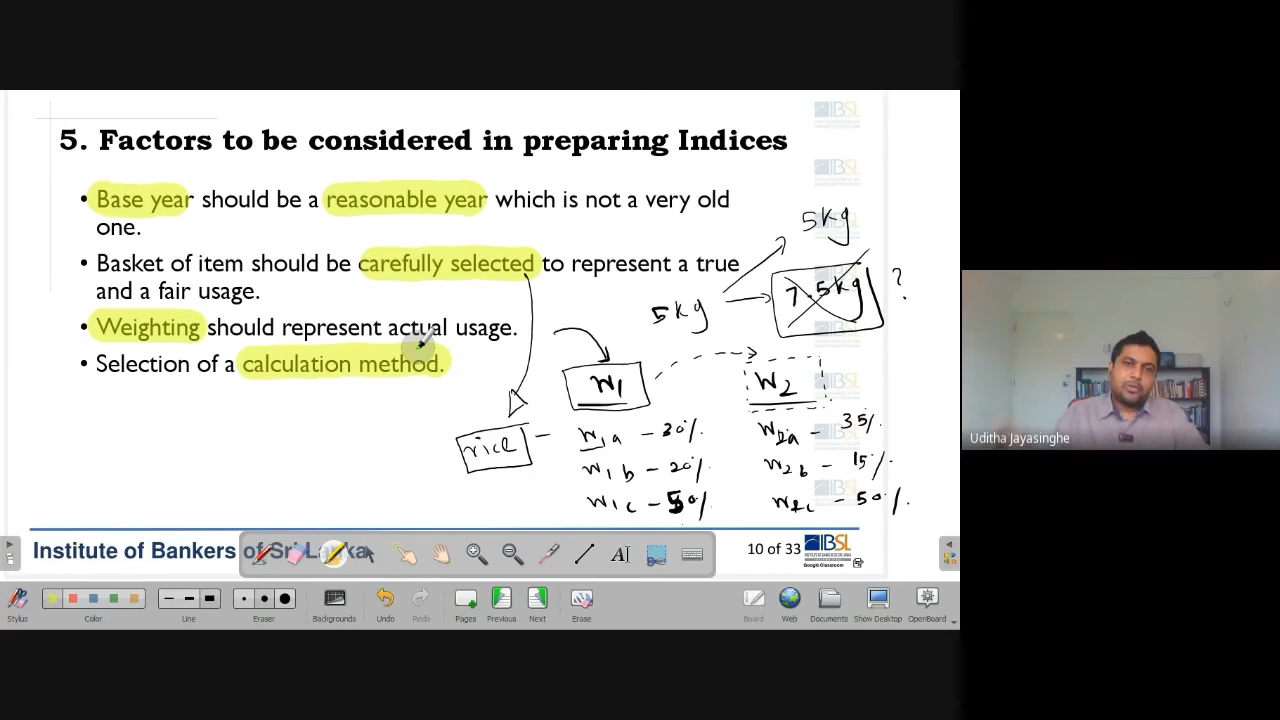 5. Factors to be considered in preparing Indices
• Base year should be a reasonable year which is not a very old
one.
• Basket of item should be carefully selected to represent a true
and a fair usage.
• Weighting should represent actual usage.
• Selection of a calculation method.
5kg
5kg
7.5kg
?
W1
W2
rice
W1a - 30%
W2a - 35%
W1b - 20%
W2b - 15%
W1c - 50%
W2c - 50%
Uditha Jayasinghe
Institute of Bankers of Sri Lanka
10 of 33
IBSL
Google Classroom
Stylus
Color
Line
Eraser
Backgrounds
Undo
Redo
Pages
Previous
Next
Erase
Board
Web
Documents
Show Desktop
OpenBoard